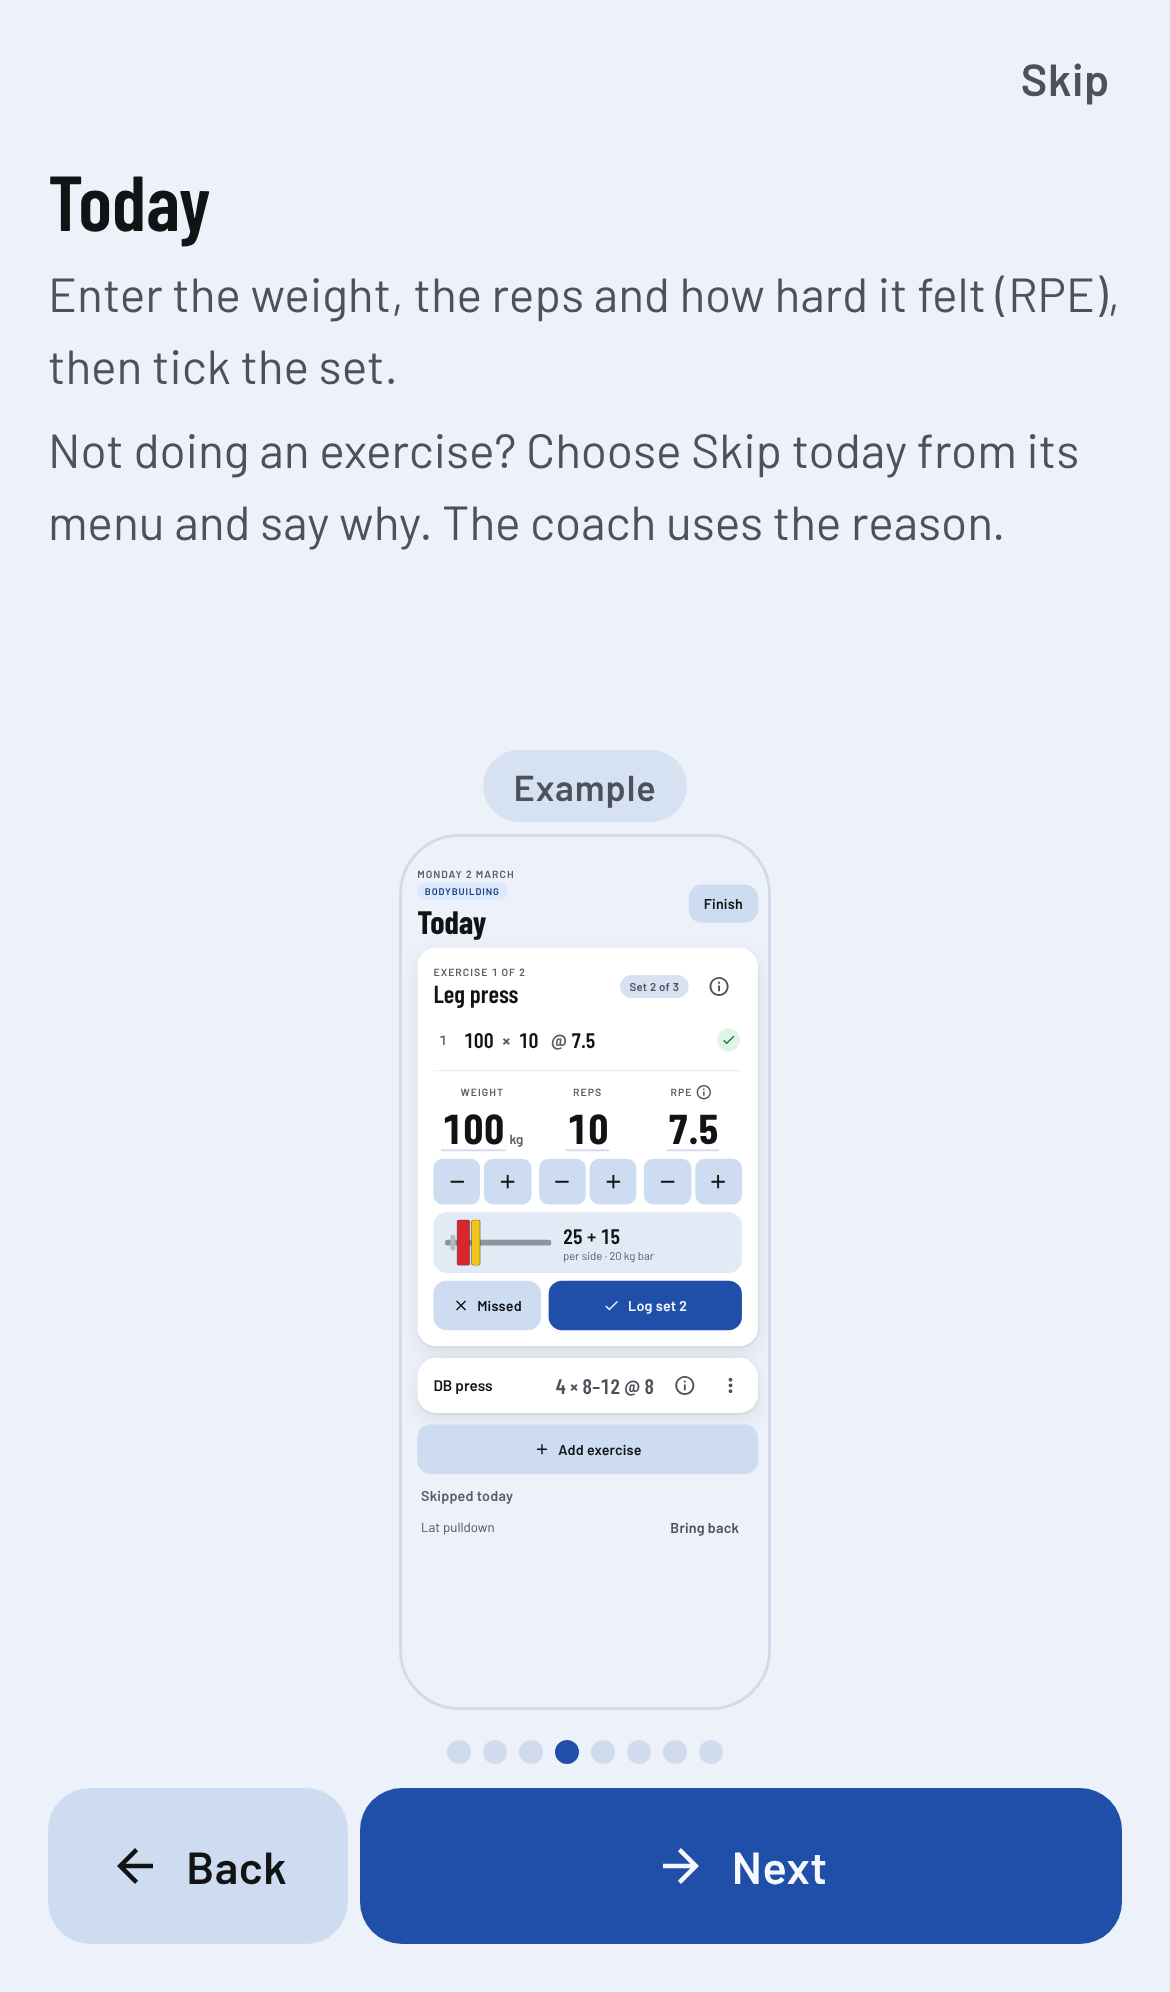 Skip
Today
Enter the weight, the reps and how hard it felt (RPE),
then tick the set.
Not doing an exercise? Choose Skip today from its
menu and say why. The coach uses the reason.
Example
MONDAY 2 MARCH
BODYBUILDING
Today
Finish
EXERCISE 1 OF 2
Leg press
Set 2 of 3
1 100 × 10 @ 7.5
WEIGHT REPS RPE
100 kg 10 7.5
25 + 15
per side · 20 kg bar
Missed
Log set 2
DB press 4 × 8–12 @ 8
Add exercise
Skipped today
Lat pulldown Bring back
Back
Next